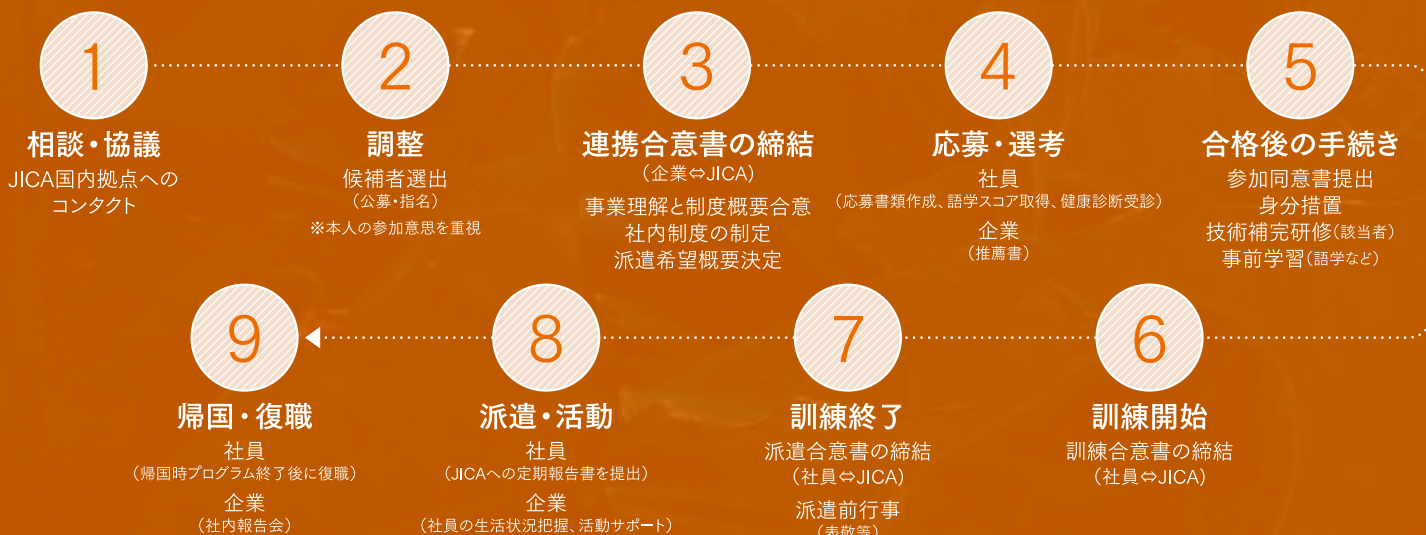 1
相談・協議
JICA国内拠点への
コンタクト
2
調整
候補者選出
(公募・指名)
※本人の参加意思を重視
3
連携合意書の締結
(企業⇔JICA)
事業理解と制度概要合意
社内制度の制定
派遣希望概要決定
4
応募・選考
社員
(応募書類作成、語学スコア取得、健康診断受診)
企業
(推薦書)
5
合格後の手続き
参加同意書提出
身分措置
技術補完研修(該当者)
事前学習(語学など)
6
訓練開始
訓練合意書の締結
(社員⇔JICA)
7
訓練終了
派遣合意書の締結
(社員⇔JICA)
派遣前行事
(表敬等)
8
派遣・活動
社員
(JICAへの定期報告書を提出)
企業
(社員の生活状況把握、活動サポート)
9
帰国・復職
社員
(帰国時プログラム終了後に復職)
企業
(社内報告会)